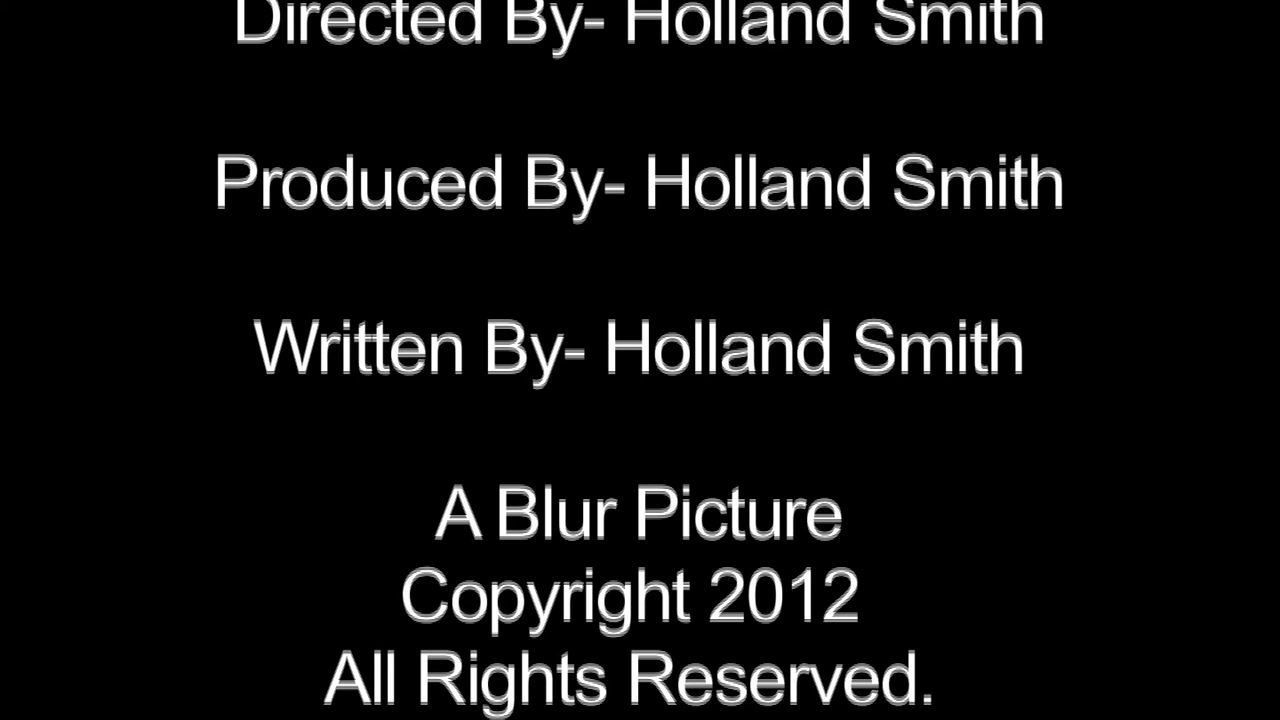 Directed By- Holland Smith
Produced By- Holland Smith
Written By- Holland Smith
A Blur Picture
Copyright 2012
All Rights Reserved.